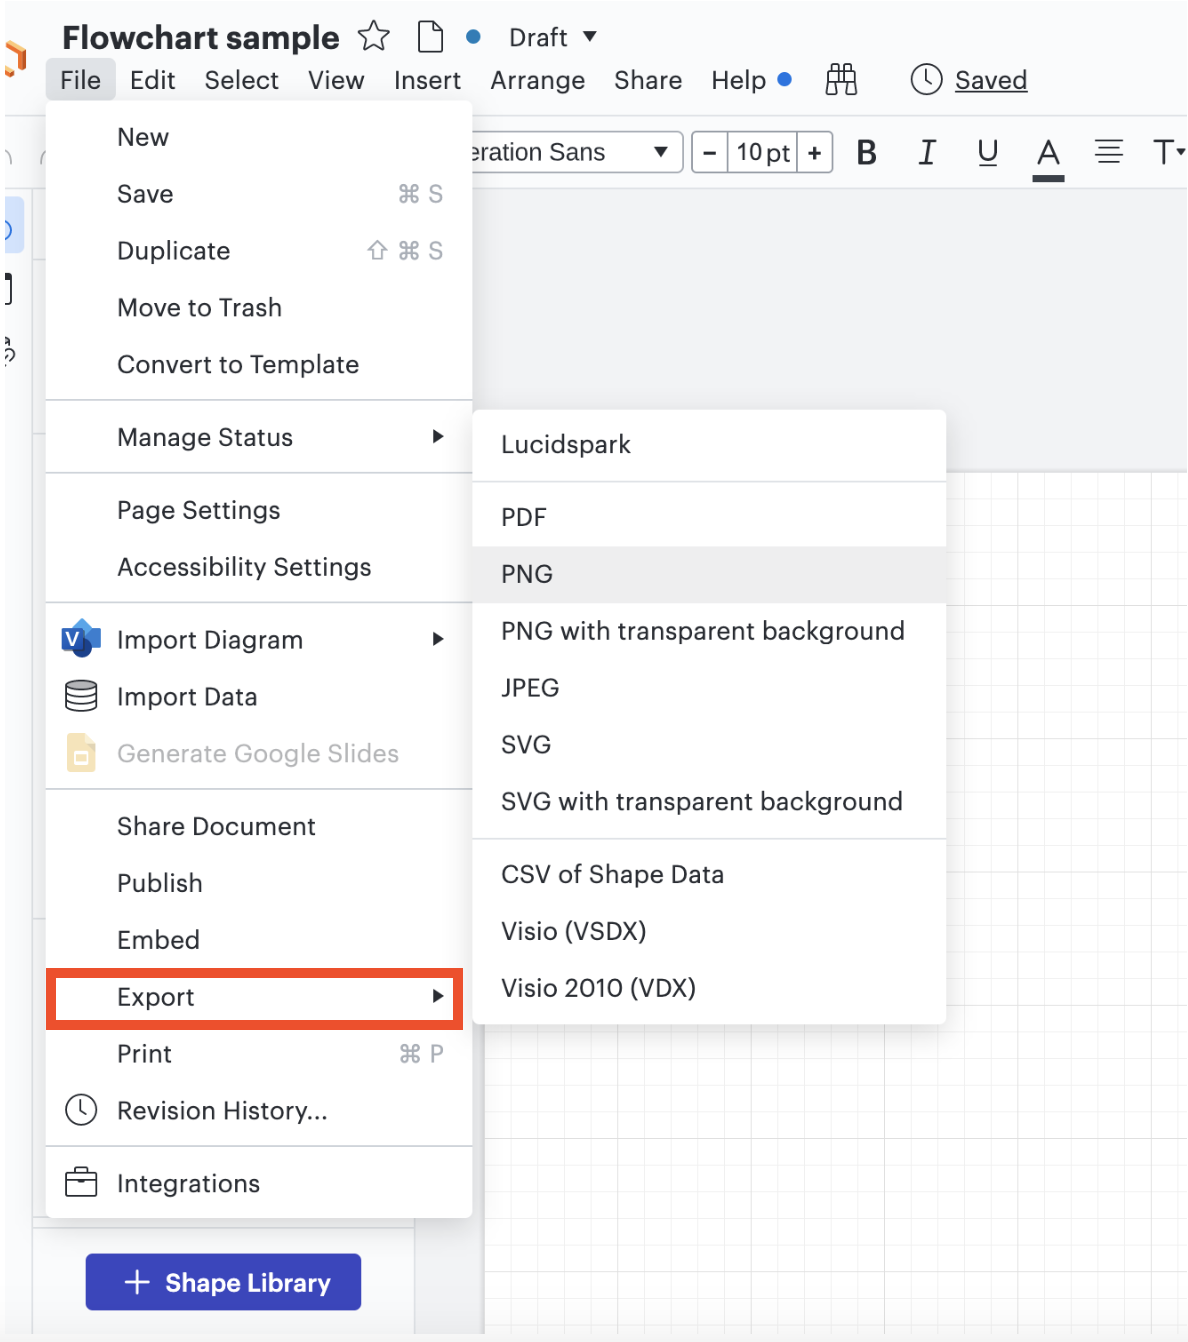 Flowchart sample Draft
File Edit Select View Insert Arrange Share Help Saved
New
eration Sans
10 pt
B I U A T
Save ⌘ S
Duplicate ⇧ ⌘ S
Move to Trash
Convert to Template
Manage Status
Page Settings
Accessibility Settings
V Import Diagram
Import Data
Generate Google Slides
Share Document
Publish
Embed
Export
Print ⌘ P
Revision History...
Integrations
+ Shape Library
Lucidspark
PDF
PNG
PNG with transparent background
JPEG
SVG
SVG with transparent background
CSV of Shape Data
Visio (VSDX)
Visio 2010 (VDX)